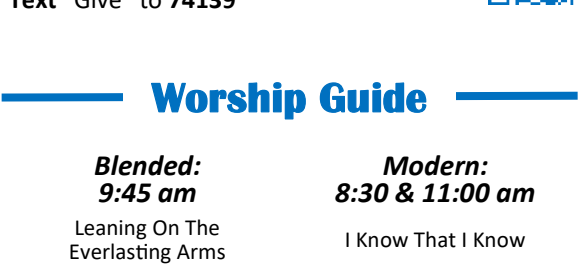 Text "Give" to 74139
Worship Guide
Blended:
9:45 am
Leaning On The
Everlasting Arms
Modern:
8:30 & 11:00 am
I Know That I Know